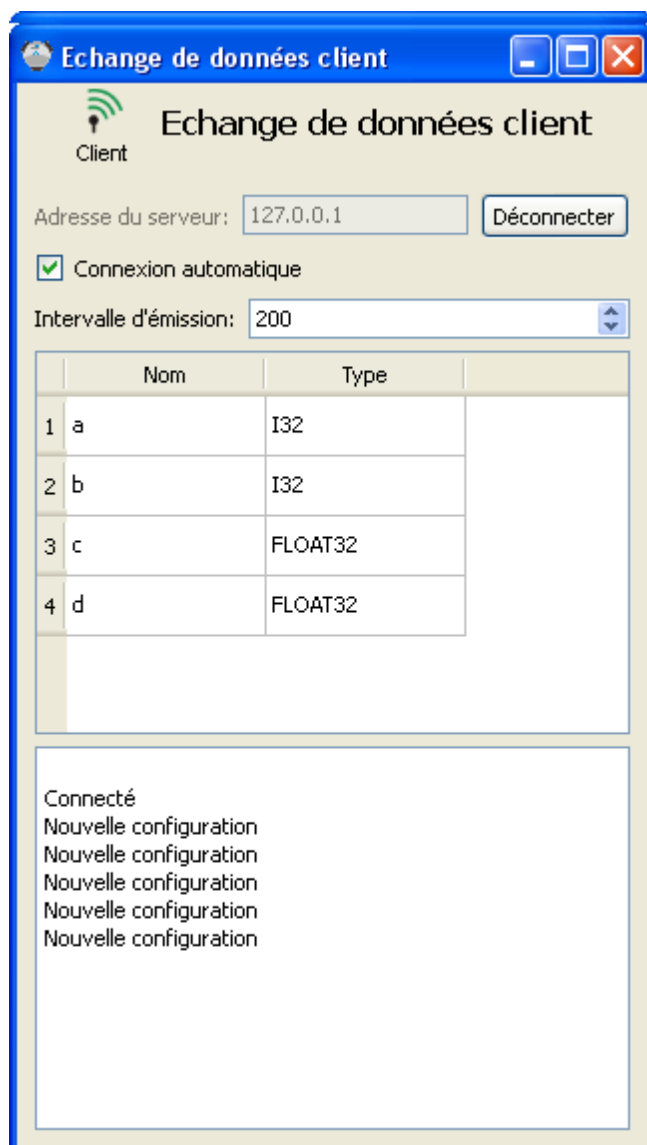 Echange de données client
Client
Echange de données client
Adresse du serveur: 127.0.0.1 Déconnecter
Connexion automatique
Intervalle d'émission: 200
Nom Type
1 a I32
2 b I32
3 c FLOAT32
4 d FLOAT32
Connecté
Nouvelle configuration
Nouvelle configuration
Nouvelle configuration
Nouvelle configuration
Nouvelle configuration